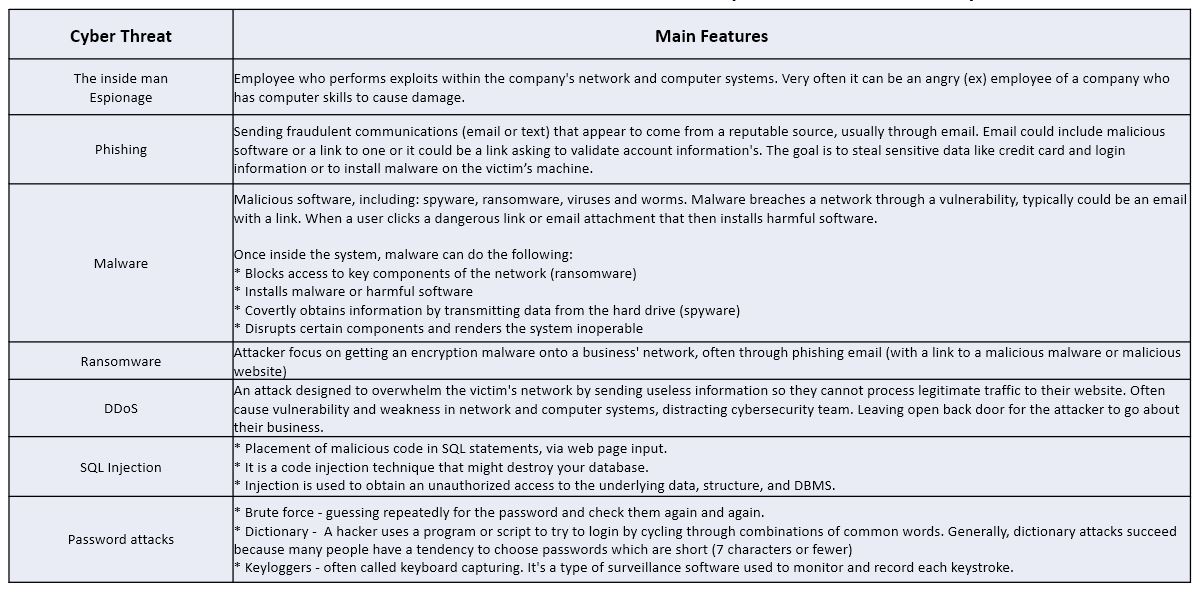 Cyber Threat
Main Features
The inside man
Espionage
Employee who performs exploits within the company's network and computer systems. Very often it can be an angry (ex) employee of a company who
has computer skills to cause damage.
Phishing
Sending fraudulent communications (email or text) that appear to come from a reputable source, usually through email. Email could include malicious
software or a link to one or it could be a link asking to validate account information's. The goal is to steal sensitive data like credit card and login
information or to install malware on the victim’s machine.
Malware
Malicious software, including: spyware, ransomware, viruses and worms. Malware breaches a network through a vulnerability, typically could be an email
with a link. When a user clicks a dangerous link or email attachment that then installs harmful software.
Once inside the system, malware can do the following:
* Blocks access to key components of the network (ransomware)
* Installs malware or harmful software
* Covertly obtains information by transmitting data from the hard drive (spyware)
* Disrupts certain components and renders the system inoperable
Ransomware
Attacker focus on getting an encryption malware onto a business' network, often through phishing email (with a link to a malicious malware or malicious
website)
DDoS
An attack designed to overwhelm the victim's network by sending useless information so they cannot process legitimate traffic to their website. Often
cause vulnerability and weakness in network and computer systems, distracting cybersecurity team. Leaving open back door for the attacker to go about
their business.
SQL Injection
* Placement of malicious code in SQL statements, via web page input.
* It is a code injection technique that might destroy your database.
* Injection is used to obtain an unauthorized access to the underlying data, structure, and DBMS.
Password attacks
* Brute force - guessing repeatedly for the password and check them again and again.
* Dictionary -  A hacker uses a program or script to try to login by cycling through combinations of common words. Generally, dictionary attacks succeed
because many people have a tendency to choose passwords which are short (7 characters or fewer)
* Keyloggers - often called keyboard capturing. It's a type of surveillance software used to monitor and record each keystroke.